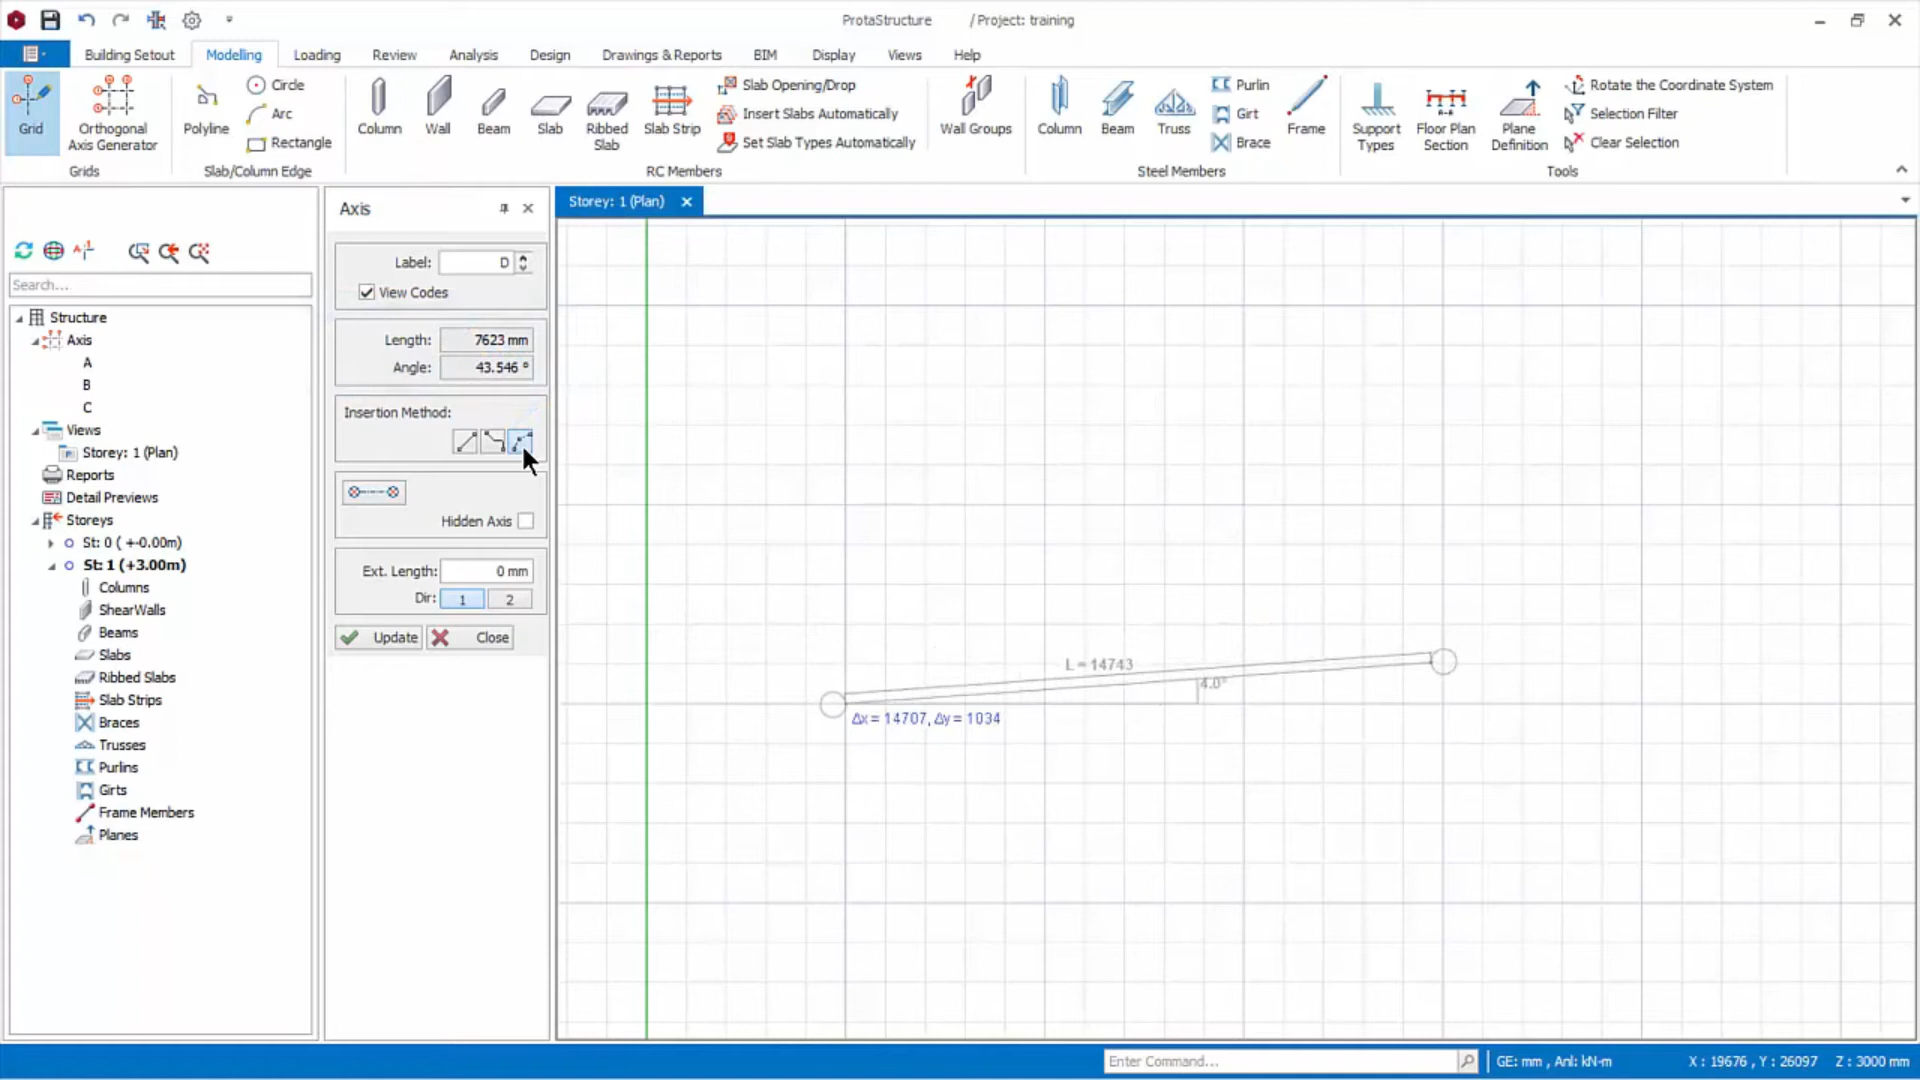 ProtaStructure / Project: training
Building Setout Modelling Loading Review Analysis Design Drawings & Reports BIM Display Views Help
Grid
Orthogonal
Axis Generator
Grids
Polyline
Circle
Arc
Rectangle
Slab/Column Edge
Column
Wall
Beam
Slab
Ribbed
Slab
Slab Strip
Slab Opening/Drop
Insert Slabs Automatically
Set Slab Types Automatically
RC Members
Wall Groups
Column
Beam
Truss
Purlin
Girt
Brace
Frame
Steel Members
Support
Types
Floor Plan
Section
Plane
Definition
Rotate the Coordinate System
Selection Filter
Clear Selection
Tools
Search...
Structure
Axis
A
B
C
Views
Storey: 1 (Plan)
Reports
Detail Previews
Storeys
St: 0 ( +-0.00m)
St: 1 (+3.00m)
Columns
ShearWalls
Beams
Slabs
Ribbed Slabs
Slab Strips
Braces
Trusses
Purlins
Girts
Frame Members
Planes
Axis
Label: D
View Codes
Length: 7623 mm
Angle: 43.546 °
Insertion Method:
Hidden Axis
Ext. Length: 0 mm
Dir: 1 2
Update Close
Storey: 1 (Plan)
L = 14743
4.0°
Δx = 14707, Δy = 1034
Enter Command...
GE: mm , Anl: kN-m
X : 19676 , Y : 26097 Z : 3000 mm